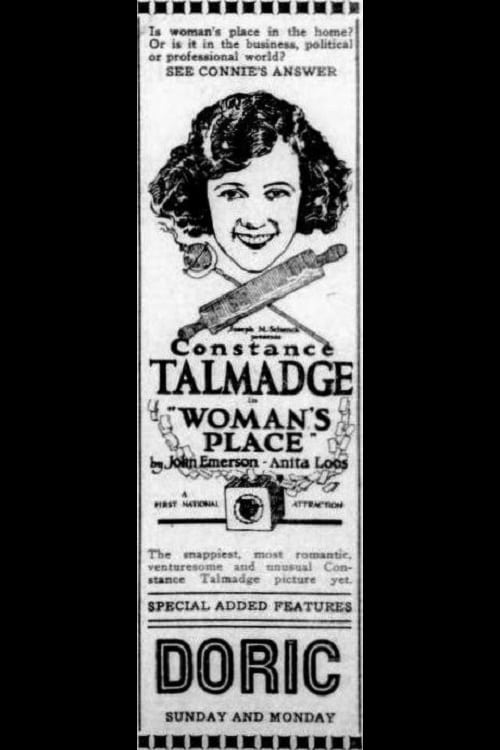 Is woman's place in the home?
Or is it in the business, political
or professional world?
SEE CONNIE'S ANSWER
Joseph M. Schenck
presents
Constance
TALMADGE
in
"WOMAN'S
PLACE"
by John Emerson - Anita Loos
A
FIRST NATIONAL ATTRACTION
The snappiest, most romantic,
venturesome and unusual Con-
stance Talmadge picture yet.
SPECIAL ADDED FEATURES
DORIC
SUNDAY AND MONDAY